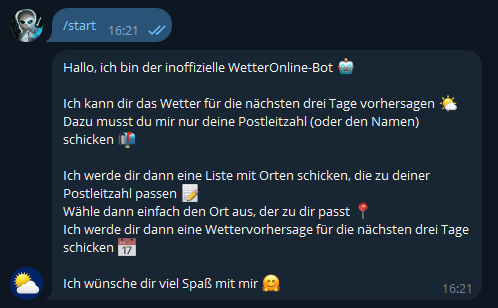 /start
16:21
Hallo, ich bin der inoffizielle WetterOnline-Bot 🤖
Ich kann dir das Wetter für die nächsten drei Tage vorhersagen 🌤
Dazu musst du mir nur deine Postleitzahl (oder den Namen)
schicken 📬
Ich werde dir dann eine Liste mit Orten schicken, die zu deiner
Postleitzahl passen 📝
Wähle dann einfach den Ort aus, der zu dir passt 📍
Ich werde dir dann eine Wettervorhersage für die nächsten drei Tage
schicken 📅
Ich wünsche dir viel Spaß mit mir 🤗
16:21